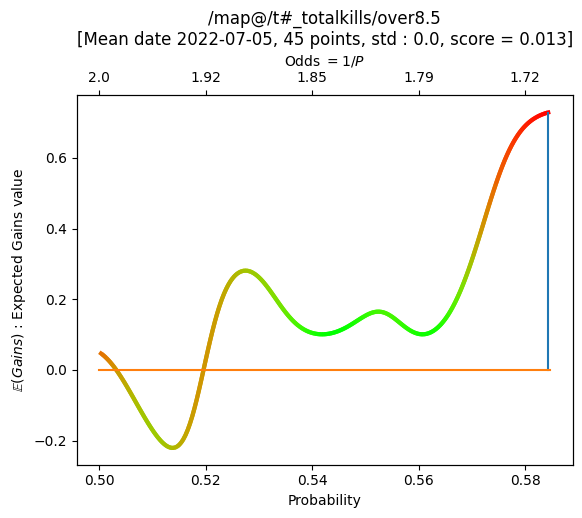 /map@/t#_totalkills/over8.5
[Mean date 2022-07-05, 45 points, std : 0.0, score = 0.013]
Odds = 1/P
2.0 1.92 1.85 1.79 1.72
𝔼(Gains) : Expected Gains value
0.6
0.4
0.2
0.0
−0.2
0.50 0.52 0.54 0.56 0.58
Probability